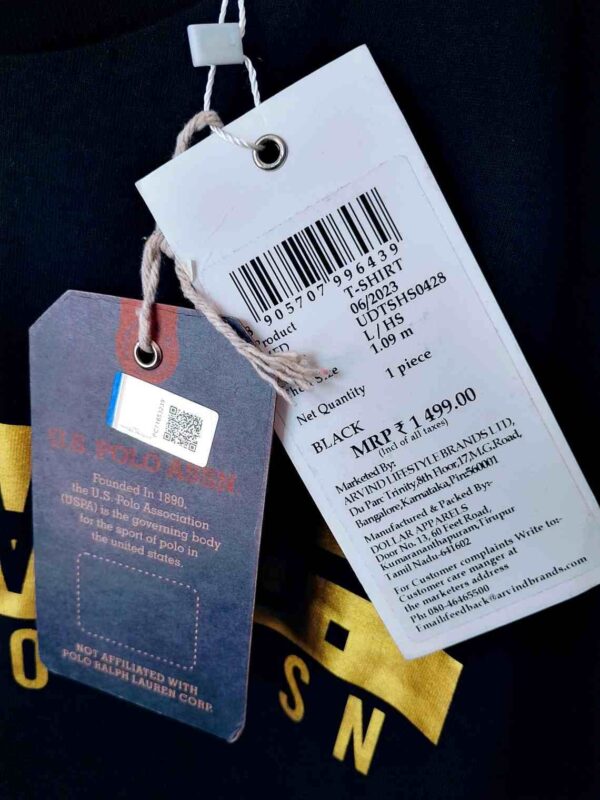 905707 996439
Product
T-SHIRT
06/2023
UDTSHS0428
L / HS
Size
1.09 m
Net Quantity
1 piece
BLACK
MRP ₹ 1499.00
(Incl of all taxes)
Marketed By:
ARVIND LIFESTYLE BRANDS LTD,
Du Parc Trinity,8th Floor,17,M.G.Road,
Bangalore,Karnataka,Pin:-560001
Manufactured & Packed By:-
DOLLAR APPARELS
Door No. 13, 60 Feet Road,
Kumarananthapuram,Tirupur
Tamil Nadu-641602
For Customer complaints Write to:-
Customer care manger at
the marketers address
Ph: 080-46465500
Email:feedback@arvindbrands.com
U.S. POLO ASSN.
Founded In 1890,
the U.S. Polo Association
(USPA) is the governing body
for the sport of polo in
the united states.
NOT AFFILIATED WITH
POLO RALPH LAUREN CORP.
O
S N